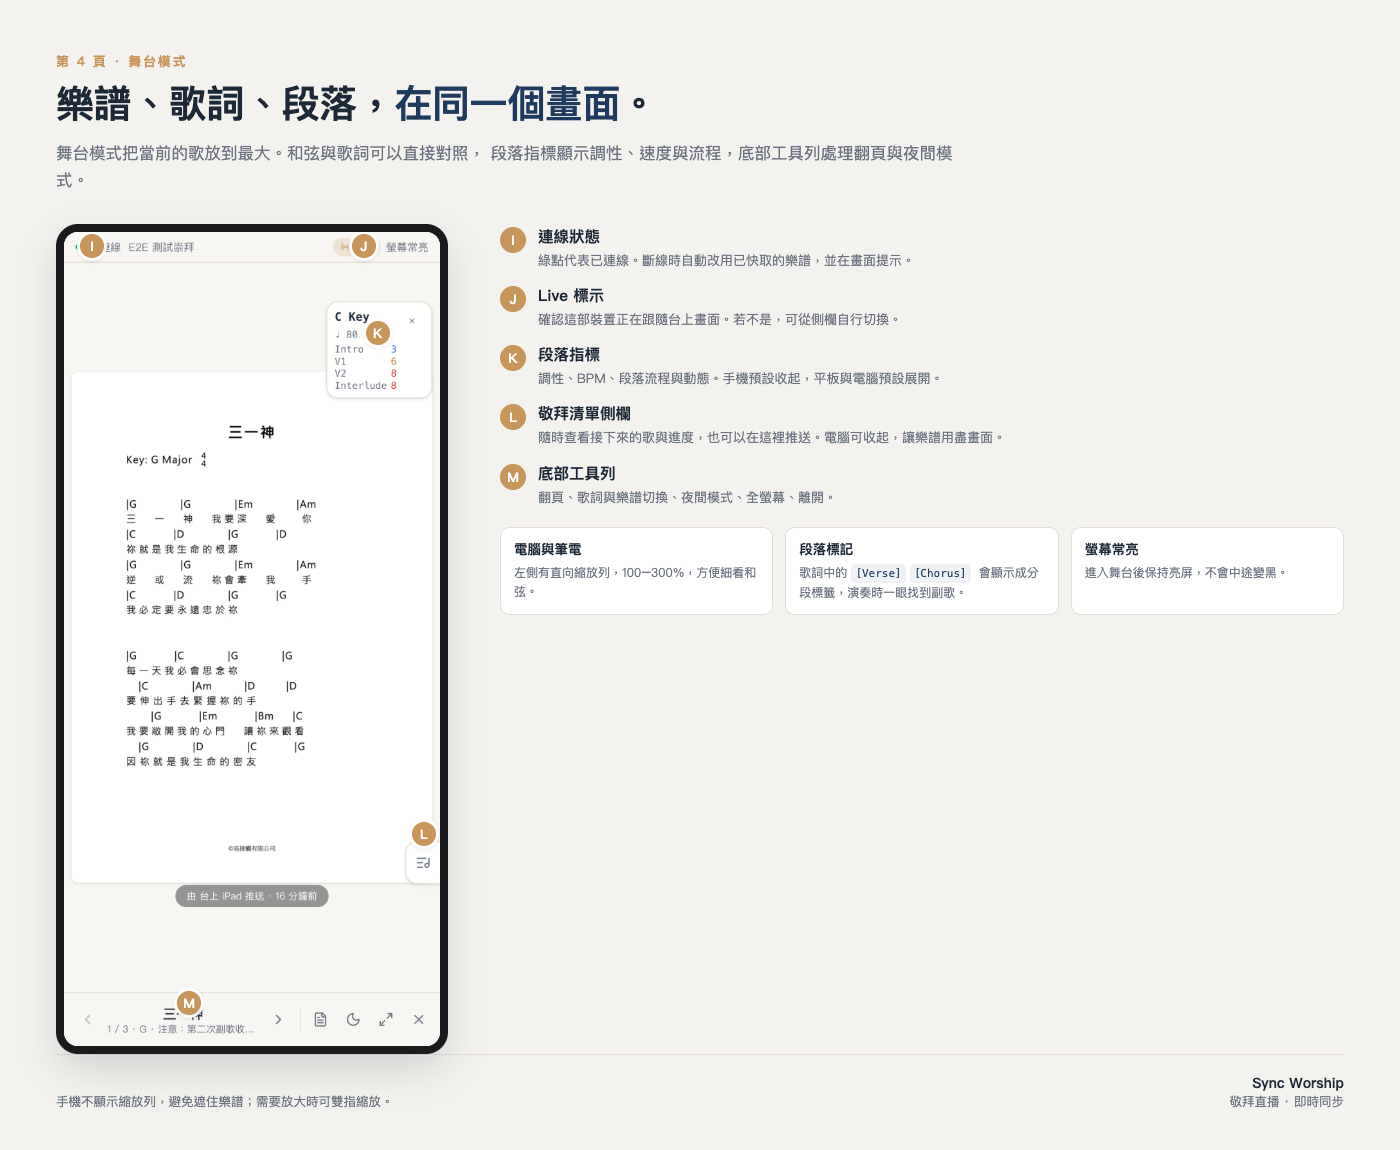 第 4 頁 · 舞台模式
樂譜、歌詞、段落，在同一個畫面。
舞台模式把當前的歌放到最大。和弦與歌詞可以直接對照， 段落指標顯示調性、速度與流程，底部工具列處理翻頁與夜間模
式。
I
線 E2E 測試崇拜
J
螢幕常亮
C Key
×
♩ 80
K
Intro 3
V1 6
V2 8
Interlude 8
三一神
Key: G Major 4/4
|G |G |Em |Am
三 一 神 我要深 愛 你
|C |D |G |D
祢就是我生命的根源
|G |G |Em |Am
逆 或 流 祢會牽 我 手
|C |D |G |G
我必定要永遠忠於祢
|G |C |G |G
每一天我必會思念祢
|C |Am |D |D
要伸出手去緊握祢的手
|G |Em |Bm |C
我要敞開我的心門 讓祢來觀看
|G |D |C |G
因祢就是我生命的密友
L
由 台上 iPad 推送 · 16 分鐘前
M
三
1 / 3 · G · 注意：第二次副歌收…
I
連線狀態
綠點代表已連線。斷線時自動改用已快取的樂譜，並在畫面提示。
J
Live 標示
確認這部裝置正在跟隨台上畫面。若不是，可從側欄自行切換。
K
段落指標
調性、BPM、段落流程與動態。手機預設收起，平板與電腦預設展開。
L
敬拜清單側欄
隨時查看接下來的歌與進度，也可以在這裡推送。電腦可收起，讓樂譜用盡畫面。
M
底部工具列
翻頁、歌詞與樂譜切換、夜間模式、全螢幕、離開。
電腦與筆電
左側有直向縮放列，100–300%，方便細看和
弦。
段落標記
歌詞中的 [Verse] [Chorus] 會顯示成分
段標籤，演奏時一眼找到副歌。
螢幕常亮
進入舞台後保持亮屏，不會中途變黑。
手機不顯示縮放列，避免遮住樂譜；需要放大時可雙指縮放。
Sync Worship
敬拜直播 · 即時同步